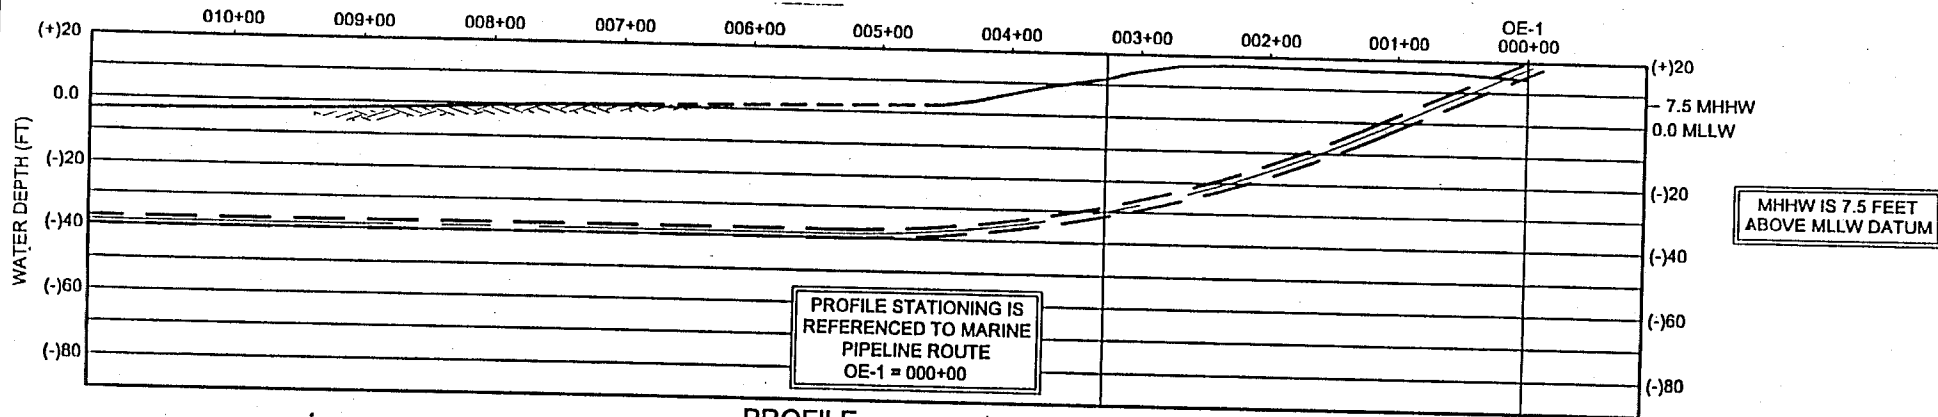 010+00 009+00 008+00 007+00 006+00 005+00 004+00 003+00 002+00 001+00 OE-1
000+00
WATER DEPTH (FT)
(+)20
0.0
(-)20
(-)40
(-)60
(-)80
(+)20
7.5 MHHW
0.0 MLLW
(-)20
(-)40
(-)60
(-)80
MHHW IS 7.5 FEET
ABOVE MLLW DATUM
PROFILE STATIONING IS
REFERENCED TO MARINE
PIPELINE ROUTE
OE-1 = 000+00
PROFILE